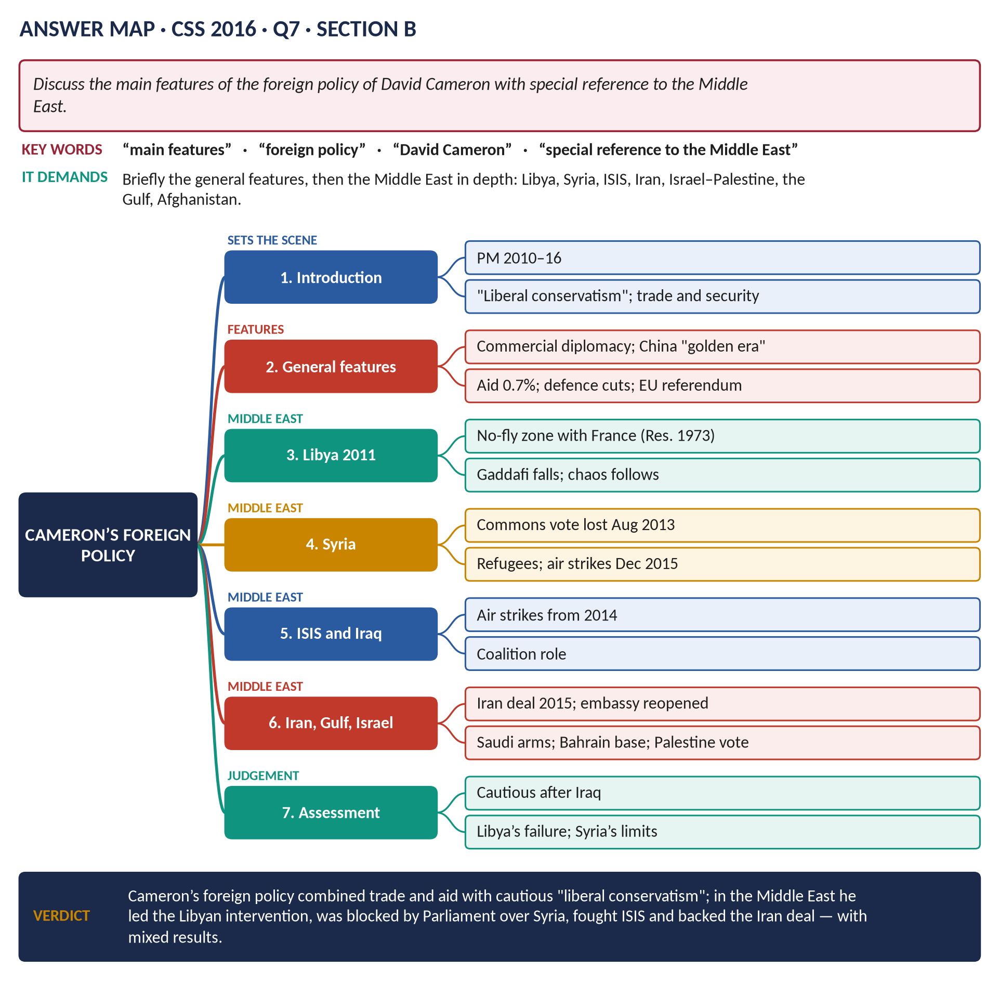 ANSWER MAP · CSS 2016 · Q7 · SECTION B
Discuss the main features of the foreign policy of David Cameron with special reference to the Middle
East.
KEY WORDS “main features” · “foreign policy” · “David Cameron” · “special reference to the Middle East”
IT DEMANDS Briefly the general features, then the Middle East in depth: Libya, Syria, ISIS, Iran, Israel–Palestine, the
Gulf, Afghanistan.
CAMERON’S FOREIGN
POLICY
SETS THE SCENE
1. Introduction
PM 2010–16
"Liberal conservatism"; trade and security
FEATURES
2. General features
Commercial diplomacy; China "golden era"
Aid 0.7%; defence cuts; EU referendum
MIDDLE EAST
3. Libya 2011
No-fly zone with France (Res. 1973)
Gaddafi falls; chaos follows
MIDDLE EAST
4. Syria
Commons vote lost Aug 2013
Refugees; air strikes Dec 2015
MIDDLE EAST
5. ISIS and Iraq
Air strikes from 2014
Coalition role
MIDDLE EAST
6. Iran, Gulf, Israel
Iran deal 2015; embassy reopened
Saudi arms; Bahrain base; Palestine vote
JUDGEMENT
7. Assessment
Cautious after Iraq
Libya’s failure; Syria’s limits
VERDICT
Cameron’s foreign policy combined trade and aid with cautious "liberal conservatism"; in the Middle East he
led the Libyan intervention, was blocked by Parliament over Syria, fought ISIS and backed the Iran deal — with
mixed results.